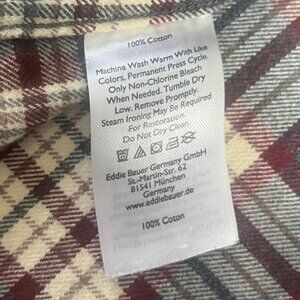 100% Cotton
Machine Wash Warm With Like
Colors, Permanent Press Cycle.
Only Non-Chlorine Bleach
When Needed. Tumble Dry
Low. Remove Promptly.
Steam Ironing May Be Required
For Restoration.
Do Not Dry Clean
Eddie Bauer Germany GmbH
St.-Martin-Str. 62
81541 München
Germany
www.eddiebauer.de
100% Coton